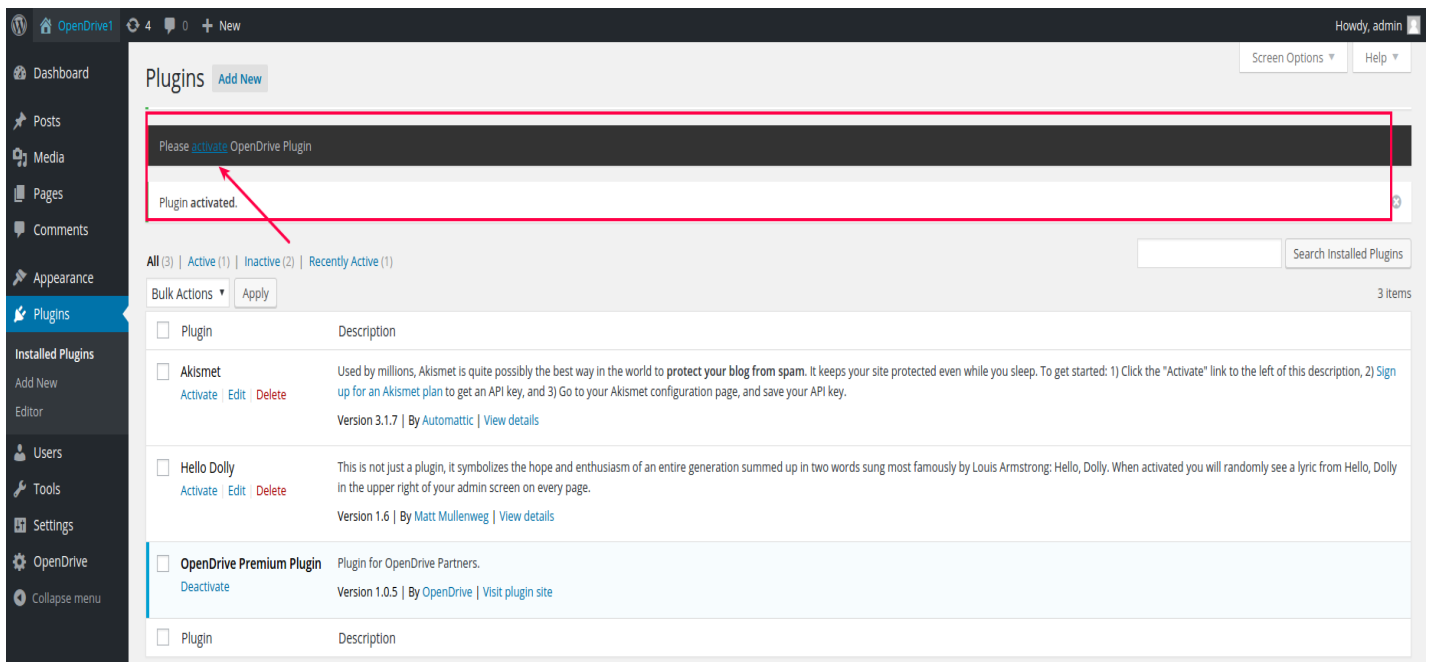 OpenDrive1 4 0 + New Howdy, admin
Screen Options ▼ Help ▼
Dashboard
Posts
Media
Pages
Comments
Appearance
Plugins
Installed Plugins
Add New
Editor
Users
Tools
Settings
OpenDrive
Collapse menu
Plugins Add New
Please activate OpenDrive Plugin
Plugin activated.
All (3) | Active (1) | Inactive (2) | Recently Active (1)
Search Installed Plugins
Bulk Actions ▼ Apply
3 items
Plugin Description
Akismet
Activate | Edit | Delete
Used by millions, Akismet is quite possibly the best way in the world to protect your blog from spam. It keeps your site protected even while you sleep. To get started: 1) Click the "Activate" link to the left of this description, 2) Sign
up for an Akismet plan to get an API key, and 3) Go to your Akismet configuration page, and save your API key.
Version 3.1.7 | By Automattic | View details
Hello Dolly
Activate | Edit | Delete
This is not just a plugin, it symbolizes the hope and enthusiasm of an entire generation summed up in two words sung most famously by Louis Armstrong: Hello, Dolly. When activated you will randomly see a lyric from Hello, Dolly
in the upper right of your admin screen on every page.
Version 1.6 | By Matt Mullenweg | View details
OpenDrive Premium Plugin
Deactivate
Plugin for OpenDrive Partners.
Version 1.0.5 | By OpenDrive | Visit plugin site
Plugin Description